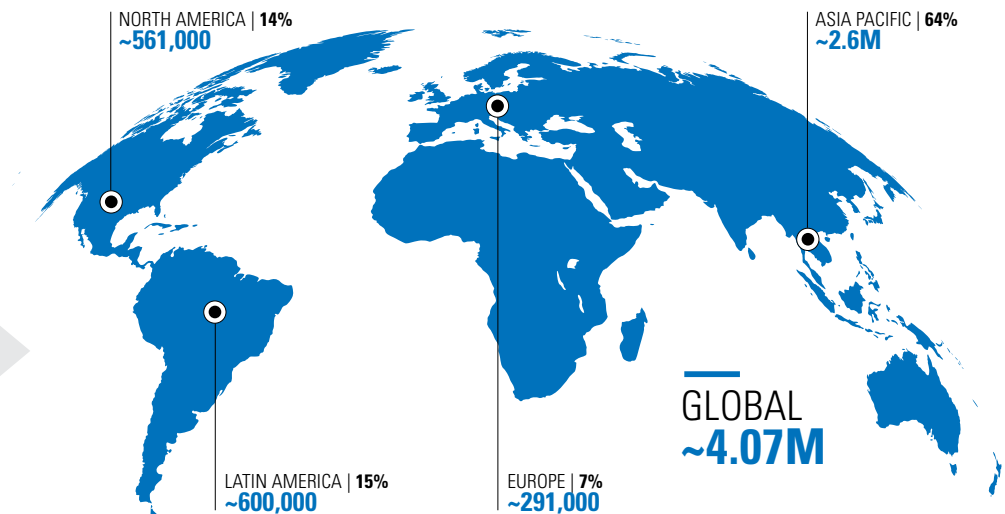 NORTH AMERICA | 14%
~561,000
ASIA PACIFIC | 64%
~2.6M
GLOBAL
~4.07M
LATIN AMERICA | 15%
~600,000
EUROPE | 7%
~291,000